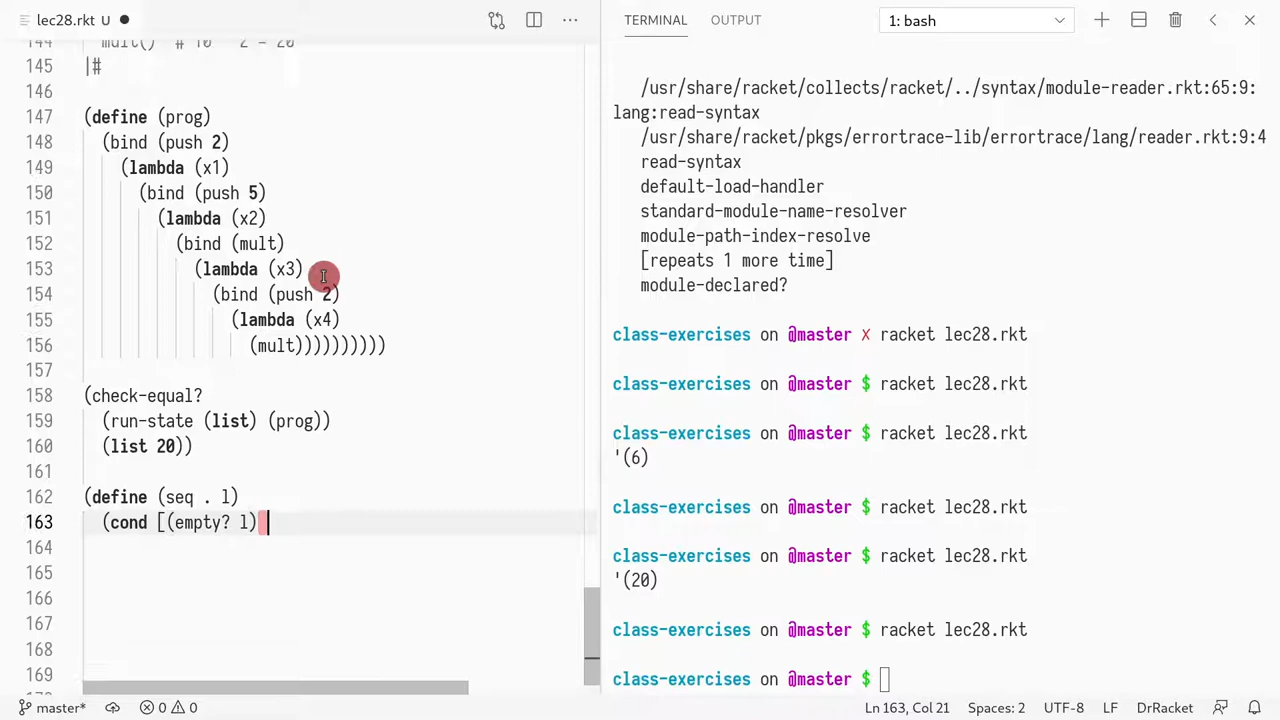 lec28.rkt U
TERMINAL
OUTPUT
1: bash
144
145 |#
146
147 (define (prog)
148 (bind (push 2)
149 (lambda (x1)
150 (bind (push 5)
151 (lambda (x2)
152 (bind (mult)
153 (lambda (x3)
154 (bind (push 2)
155 (lambda (x4)
156 (mult))))))))))
157
158 (check-equal?
159 (run-state (list) (prog))
160 (list 20))
161
162 (define (seq . l)
163 (cond [(empty? l)
164
165
166
167
168
169
/usr/share/racket/collects/racket/../syntax/module-reader.rkt:65:9:
lang:read-syntax
/usr/share/racket/pkgs/errortrace-lib/errortrace/lang/reader.rkt:9:4
read-syntax
default-load-handler
standard-module-name-resolver
module-path-index-resolve
[repeats 1 more time]
module-declared?
class-exercises on @master ✗ racket lec28.rkt
class-exercises on @master $ racket lec28.rkt
class-exercises on @master $ racket lec28.rkt
'(6)
class-exercises on @master $ racket lec28.rkt
class-exercises on @master $ racket lec28.rkt
'(20)
class-exercises on @master $ racket lec28.rkt
class-exercises on @master $
master* 0 0 Ln 163, Col 21 Spaces: 2 UTF-8 LF DrRacket